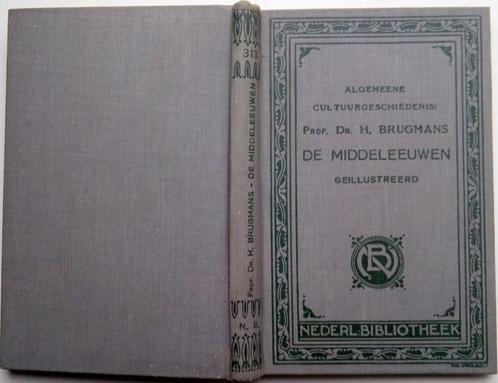 313
PROF. DR. H. BRUGMANS - DE MIDDELEEUWEN
N. B.
ALGEMEENE
CULTUURGESCHIEDENIS:
PROF. DR. H. BRUGMANS
DE MIDDELEEUWEN
GEILLUSTREERD
NEDERL. BIBLIOTHEEK